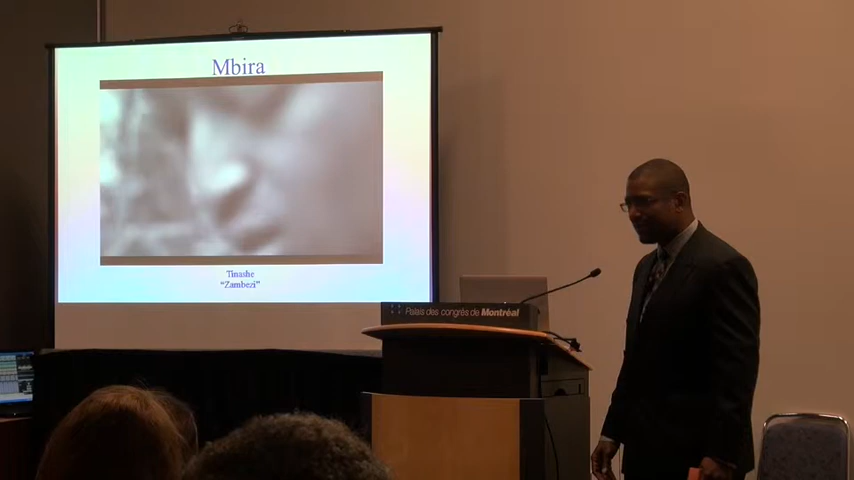 Mbira
Tinashe
“Zambezi”
Palais des congrès de Montréal